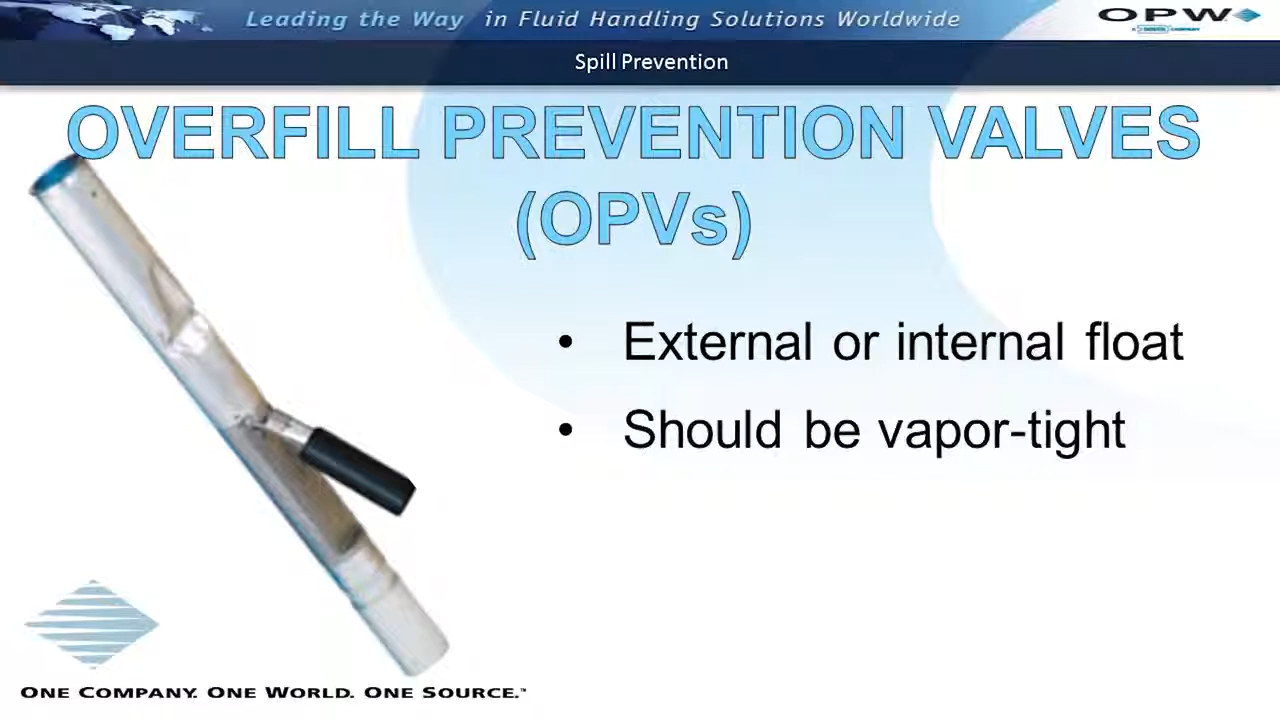 Leading the Way in Fluid Handling Solutions Worldwide
OPW
Spill Prevention
OVERFILL PREVENTION VALVES
(OPVs)
• External or internal float
• Should be vapor-tight
ONE COMPANY. ONE WORLD. ONE SOURCE.™